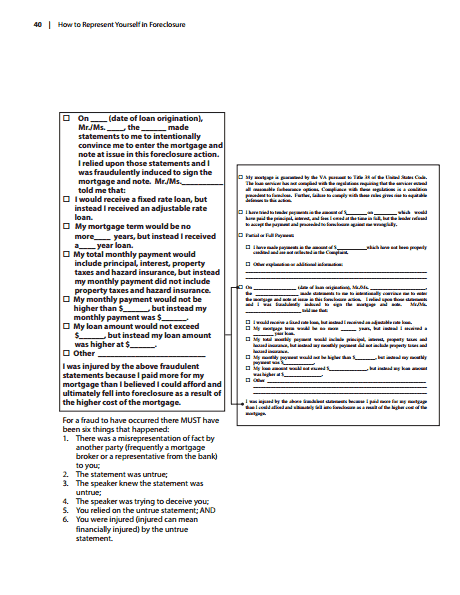 40 | How to Represent Yourself in Foreclosure
☐ On ____ (date of loan origination),
Mr./Ms. ____, the ______ made
statements to me to intentionally
convince me to enter the mortgage and
note at issue in this foreclosure action.
I relied upon those statements and I
was fraudulently induced to sign the
mortgage and note. Mr./Ms.__________
told me that:
☐ I would receive a fixed rate loan, but
instead I received an adjustable rate
loan.
☐ My mortgage term would be no
more____ years, but instead I received
a____ year loan.
☐ My total monthly payment
would include principal, interest, property
taxes and hazard insurance, but instead
my monthly payment did not include
property taxes and hazard insurance.
☐ My monthly payment would not be
higher than $______, but instead my
monthly payment was $______.
☐ My loan amount would not exceed
$______, but instead my loan amount
was higher at $______.
☐ Other ____________________
I was injured by the above fraudulent
statements because I paid more for my
mortgage than I believed I could afford and
ultimately fell into foreclosure as a result of
the higher cost of the mortgage.
For a fraud to have occurred there MUST have
been six things that happened:
1. There was a misrepresentation of fact by
another party (frequently a mortgage
broker or a representative from the bank)
to you;
2. The statement was untrue;
3. The speaker knew the statement was
untrue;
4. The speaker was trying to deceive you;
5. You relied on the untrue statement; AND
6. You were injured (injured can mean
financially injured) by the untrue
statement.
☐ My mortgage is guaranteed by the VA pursuant to Title 38 of the United States Code.
The loan servicer has not complied with the regulations requiring that the servicer extend
all reasonable forbearance options. Compliance with these regulations is a condition
precedent to foreclose. Further, failure to comply with these rules gives rise to equitable
defenses to this action.
☐ I have tried to tender payments in the amount of $________ on ________ which would
have paid the principal, interest, and fees I owed at the time in full, but the lender refused
to accept the payment and proceeded to foreclosure against me wrongfully.
☐ Partial or Full Payment:
☐ I have made payments in the amount of $__________which have not been properly
credited and are not reflected in the Complaint.
☐ Other explanation or additional information:
☐ On ______________ (date of loan origination), Mr./Ms. ______________, the
______________ made statements to me to intentionally convince me to enter
the mortgage and note at issue in this foreclosure action. I relied upon those statements
and I was fraudulently induced to sign the mortgage and note. Mr./Ms.
______________ told me that:
☐ I would receive a fixed rate loan, but instead I received an adjustable rate loan.
☐ My mortgage term would be no more ______ years, but instead I received a
______ year loan.
☐ My total monthly payment would include principal, interest, property taxes and
hazard insurance, but instead my monthly payment did not include property taxes and
hazard insurance.
☐ My monthly payment would not be higher than $______, but instead my monthly
payment was $______.
☐ My loan amount would not exceed $__________, but instead my loan amount
was higher at $__________.
☐ Other ____________________
I was injured by the above fraudulent statements because I paid more for my mortgage
than I could afford and ultimately fell into foreclosure as a result of the higher cost of the
mortgage.